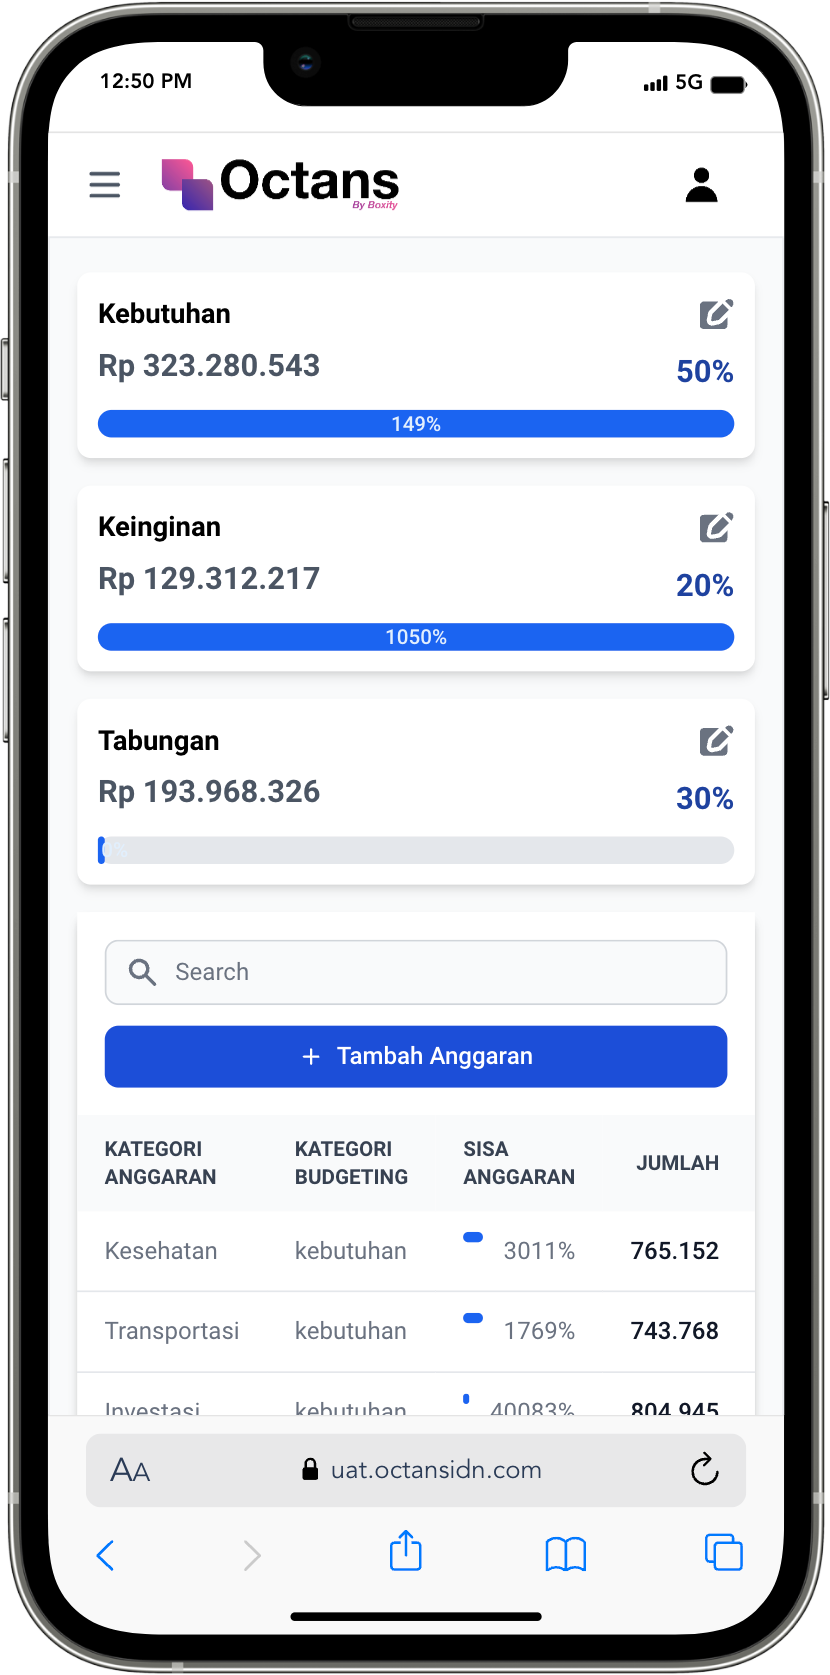 12:50 PM
5G
Octans
By Boxity
Kebutuhan
Rp 323.280.543
50%
149%
Keinginan
Rp 129.312.217
20%
1050%
Tabungan
Rp 193.968.326
30%
0%
Search
+ Tambah Anggaran
KATEGORI ANGGARAN
KATEGORI BUDGETING
SISA ANGGARAN
JUMLAH
Kesehatan kebutuhan 3011% 765.152
Transportasi kebutuhan 1769% 743.768
Investasi kebutuhan 40083% 804.945
AA
uat.octansidn.com